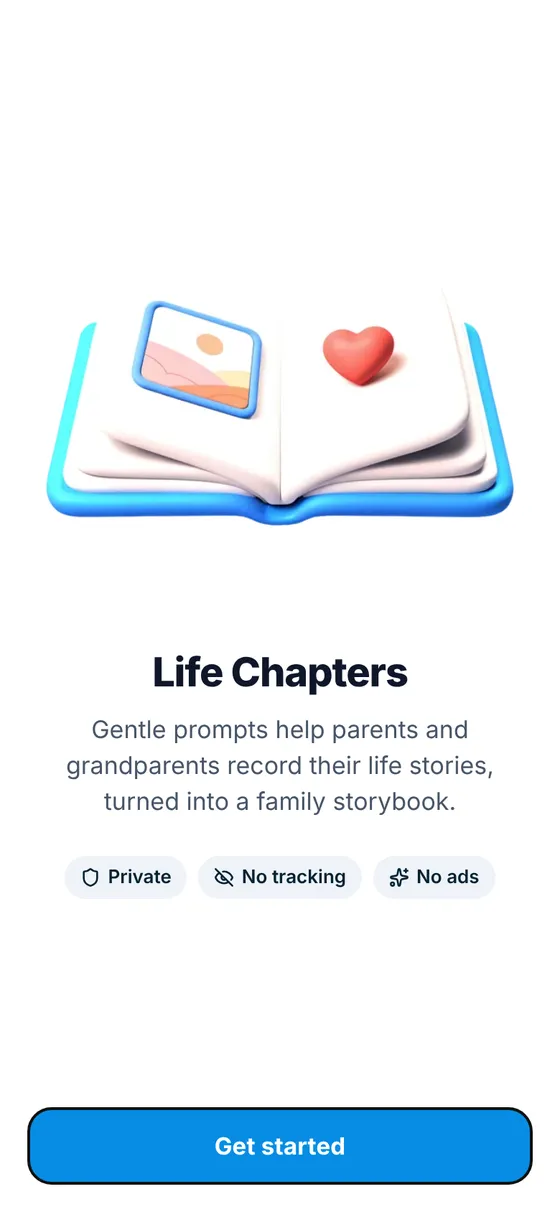 Life Chapters
Gentle prompts help parents and
grandparents record their life stories,
turned into a family storybook.
Private
No tracking
No ads
Get started